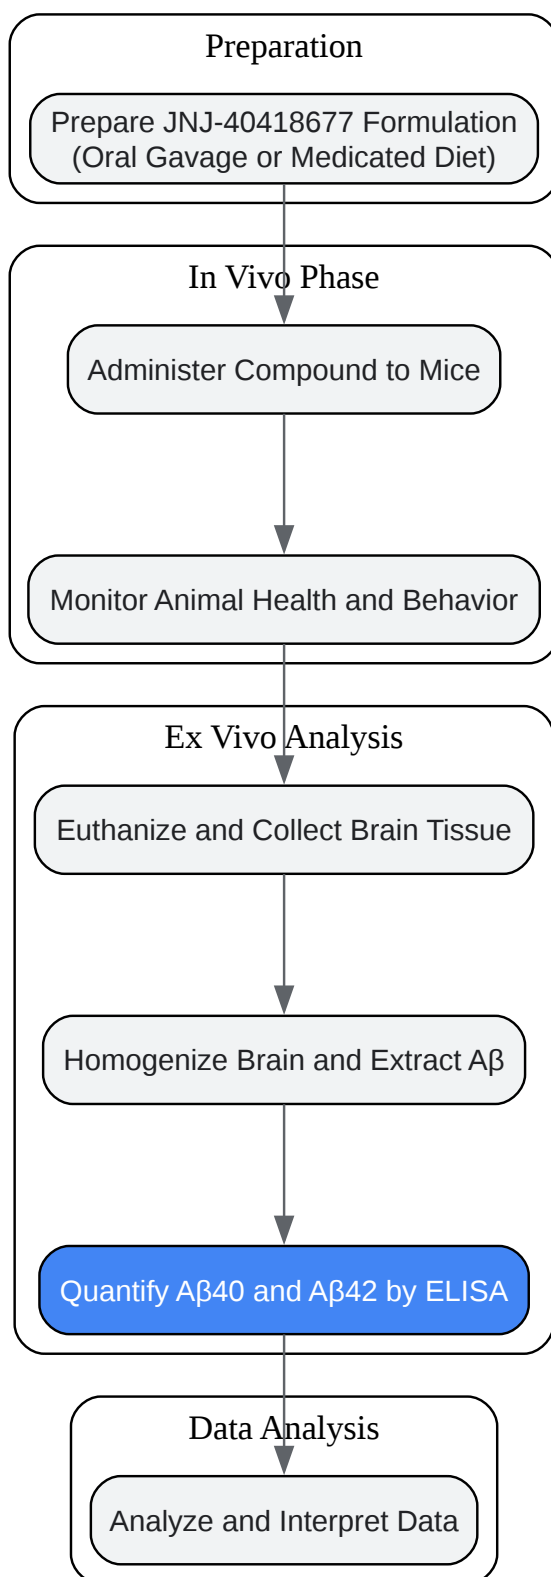 Preparation
Prepare JNJ-40418677 Formulation
(Oral Gavage or Medicated Diet)
In Vivo Phase
Administer Compound to Mice
Monitor Animal Health and Behavior
Ex Vivo Analysis
Euthanize and Collect Brain Tissue
Homogenize Brain and Extract Aβ
Quantify Aβ40 and Aβ42 by ELISA
Data Analysis
Analyze and Interpret Data